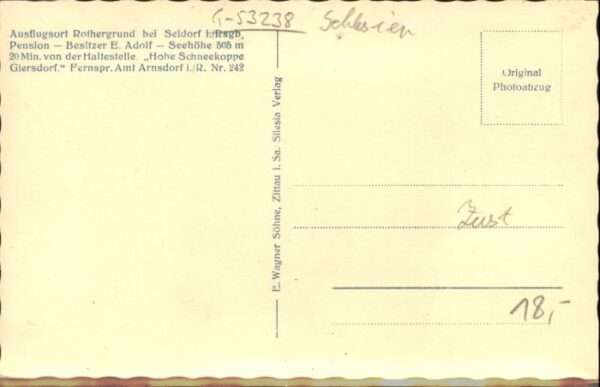 G-53238 Schlesien
Ausflugsort Rothergrund bei Seidorf i. Rsgb.
Pension — Besitzer E. Adolf — Seehöhe 505 m
20 Min. von der Haltestelle. „Hohe Schneekoppe
Giersdorf.“ Fernspr. Amt Arnsdorf i./R. Nr. 242
Original
Photoabzug
E. Wagner Söhne, Zittau i. Sa. Silesia Verlag
18,-